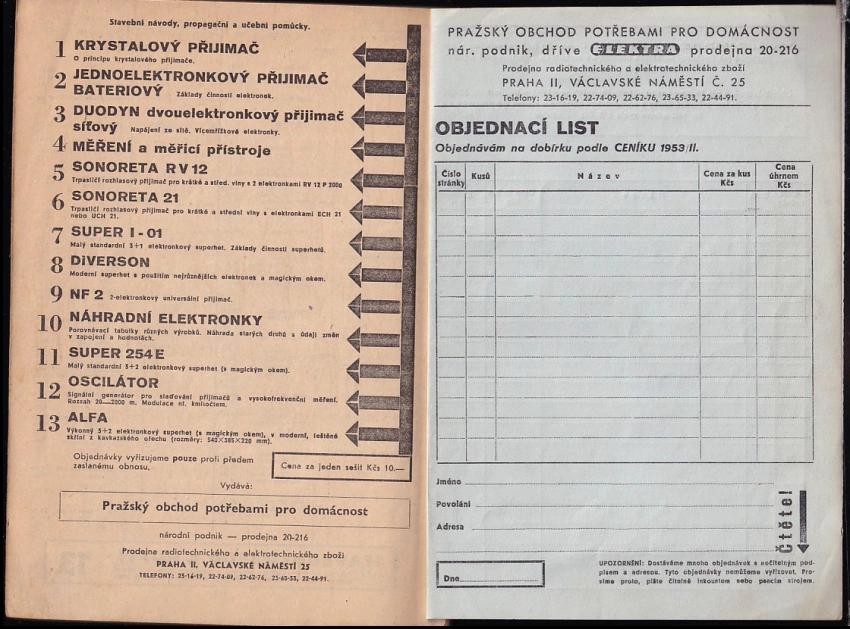 Stavební návody, propagační a učební pomůcky.
1 KRYSTALOVÝ PŘIJIMAČ
O principu krystalového přijimače.
2 JEDNOELEKTRONKOVÝ PŘIJIMAČ
BATERIOVÝ Základy činnosti elektronek.
3 DUODYN dvouelektronkový přijimač
síťový Napájení ze sítě. Vícemřížkové elektronky.
4 MĚŘENÍ a měřicí přístroje
5 SONORETA RV 12
Trpasličí rozhlasový přijimač pro krátké a střed. vlny s 2 elektronkami RV 12 P 2000
6 SONORETA 21
Trpasličí rozhlasový přijimač pro krátké a střední vlny s elektronkami ECH 21
nebo UCH 21.
7 SUPER I - 01
Malý standardní 3+1 elektronkový superhet. Základy činnosti superhetů.
8 DIVERSON
Moderní superhet s použitím nejrůznějších elektronek a magickým okem.
9 NF 2 2-elektronkový universální přijimač.
10 NÁHRADNÍ ELEKTRONKY
Porovnávací tabulky různých výrobků. Náhrada starých druhů s údaji změn
v zapojení a hodnotách.
11 SUPER 254 E
Malý standardní 3+2 elektronkový superhet (s magickým okem).
12 OSCILÁTOR
Signální generátor pro slaďování přijimačů a vysokofrekvenční měření.
Rozsah 20—2000 m. Modulace nf. kmitočtem.
13 ALFA
Výkonný 3+2 elektronkový superhet (s magickým okem), v moderní, leštěné
skříni z kavkazského ořechu (rozměry: 540×385×220 mm).
Objednávky vyřizujeme pouze proti předem
zaslanému obnosu.
Cena za jeden sešit Kčs 10.—
Vydává:
Pražský obchod potřebami pro domácnost
národní podnik — prodejna 20-216
Prodejna radiotechnického a elektrotechnického zboží
PRAHA II, VÁCLAVSKÉ NÁMĚSTÍ 25
TELEFONY: 23-16-19, 22-74-09, 22-62-76, 23-65-33, 22-44-91.
PRAŽSKÝ OBCHOD POTŘEBAMI PRO DOMÁCNOST
nár. podnik, dříve ELEKTRA prodejna 20-216
Prodejna radiotechnického a elektrotechnického zboží
PRAHA II, VÁCLAVSKÉ NÁMĚSTÍ Č. 25
Telefony: 23-16-19, 22-74-09, 22-62-76, 23-65-33, 22-44-91.
OBJEDNACÍ LIST
Objednávám na dobírku podle CENÍKU 1953/II.
Číslo stránky Kusů Název Cena za kus Kčs Cena úhrnem Kčs
Jméno
Povolání
Adresa
Čtěte!
Dne
UPOZORNĚNÍ: Dostáváme mnoho objednávek s nečitelným pod-
pisem a adresou. Tyto objednávky nemůžeme vyřizovat. Pro-
síme proto, pište čitelně inkoustem nebo psacím strojem.